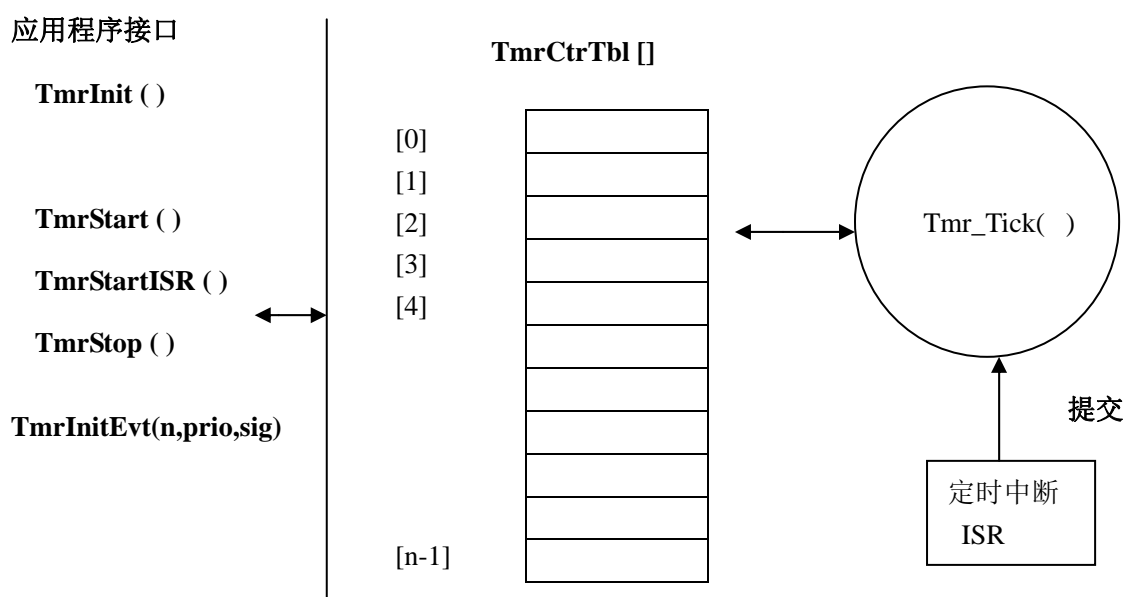 应用程序接口
TmrInit ( )
TmrStart ( )
TmrStartISR ( )
TmrStop ( )
TmrInitEvt(n,prio,sig)
TmrCtrTbl []
[0]
[1]
[2]
[3]
[4]
[n-1]
Tmr_Tick( )
提交
定时中断
ISR